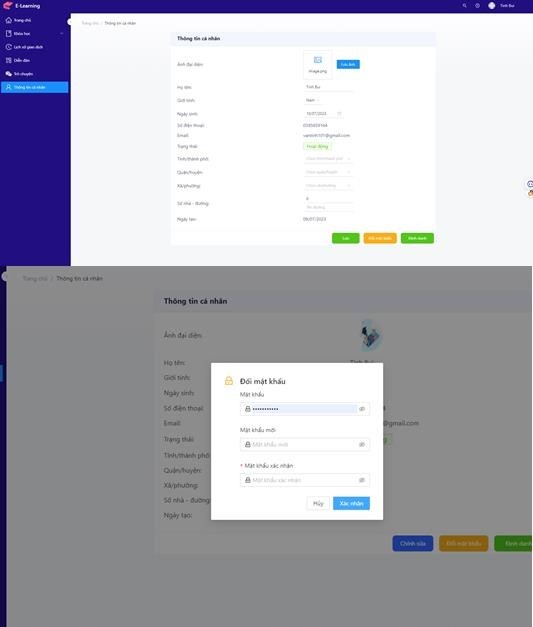 E-Learning
Tinh Bui
Trang chủ
Khóa học
Lịch sử giao dịch
Diễn đàn
Trò chuyện
Thông tin cá nhân
Trang chủ / Thông tin cá nhân
Thông tin cá nhân
Ảnh đại diện:
image.png
Lưu ảnh
Họ tên:
Tinh Bui
Giới tính:
Nam
Ngày sinh:
10/07/2023
Số điện thoại:
Email:
Trạng thái:
Hoạt động
Tỉnh/thành phố:
Chọn tỉnh/thành phố
Quận/huyện:
Chọn quận/huyện
Xã/phường:
Chọn xã/phường
Số nhà - đường:
Tên đường
Ngày tạo:
09/07/2023
Lưu
Đổi mật khẩu
Định danh
Trang chủ / Thông tin cá nhân
Thông tin cá nhân
Ảnh đại diện:
Họ tên:
Tinh Bui
Giới tính:
Ngày sinh:
Số điện thoại:
Email:
@gmail.com
Trạng thái:
Tỉnh/thành phố:
Quận/huyện:
Xã/phường:
Số nhà - đường:
Ngày tạo:
Chỉnh sửa
Đổi mật khẩu
Định danh
Đổi mật khẩu
Mật khẩu
•••••••••••
Mật khẩu mới
Mật khẩu mới
* Mật khẩu xác nhận
Mật khẩu xác nhận
Hủy
Xác nhận